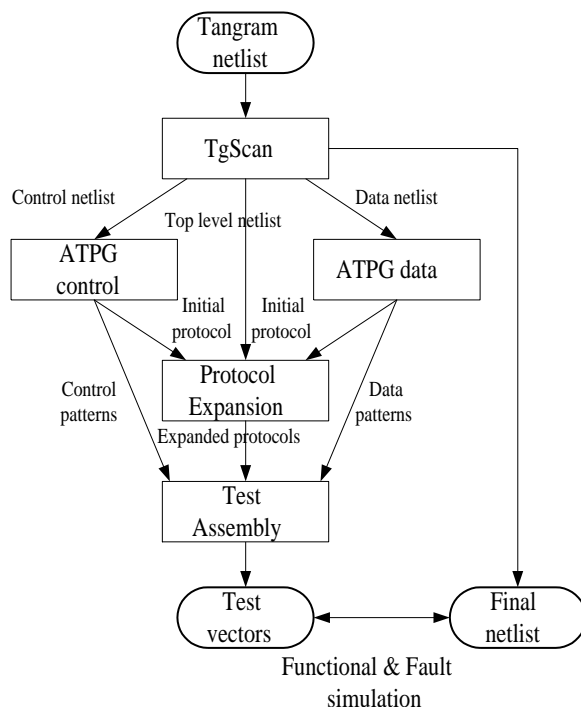 Tangram
netlist
TgScan
Control netlist
Top level netlist
Data netlist
ATPG
control
ATPG data
Initial
protocol
Initial
protocol
Control
patterns
Protocol
Expansion
Data
patterns
Expanded protocols
Test
Assembly
Test
vectors
Final
netlist
Functional & Fault
simulation